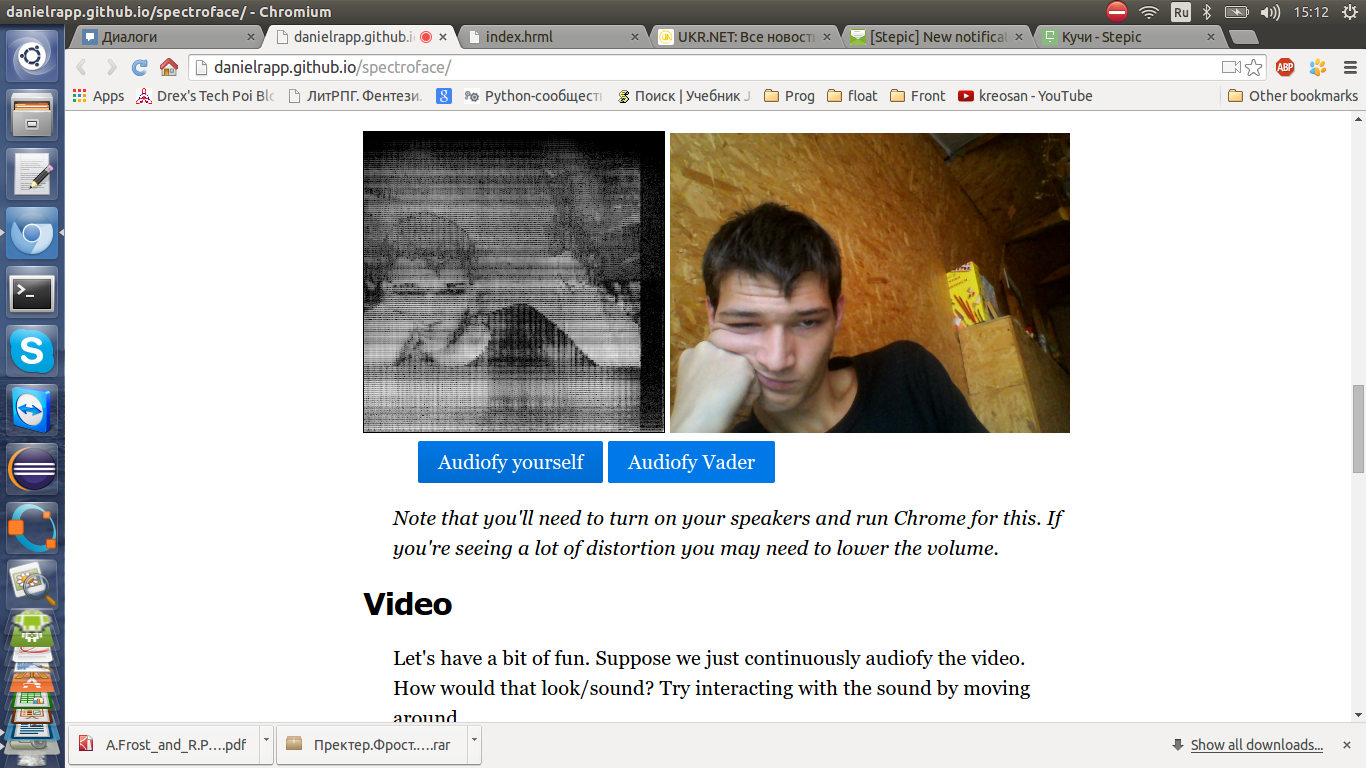 danielrapp.github.io/spectroface/ - Chromium
Ru
15:12
Диалоги
danielrapp.github.i
index.hrml
UKR.NET: Все новост
[Stepic] New notifical
Кучи - Stepic
danielrapp.github.io/spectroface/
ABP
Apps
Drex's Tech Poi Blo
ЛитРПГ. Фентези.
Python-сообщест
Поиск | Учебник J
Prog
float
Front
kreosan - YouTube
Other bookmarks
Audiofy yourself
Audiofy Vader
Note that you'll need to turn on your speakers and run Chrome for this. If
you're seeing a lot of distortion you may need to lower the volume.
Video
Let's have a bit of fun. Suppose we just continuously audiofy the video.
How would that look/sound? Try interacting with the sound by moving
around
A.Frost_and_R.P....pdf
Пректер.Фрост.....rar
Show all downloads...